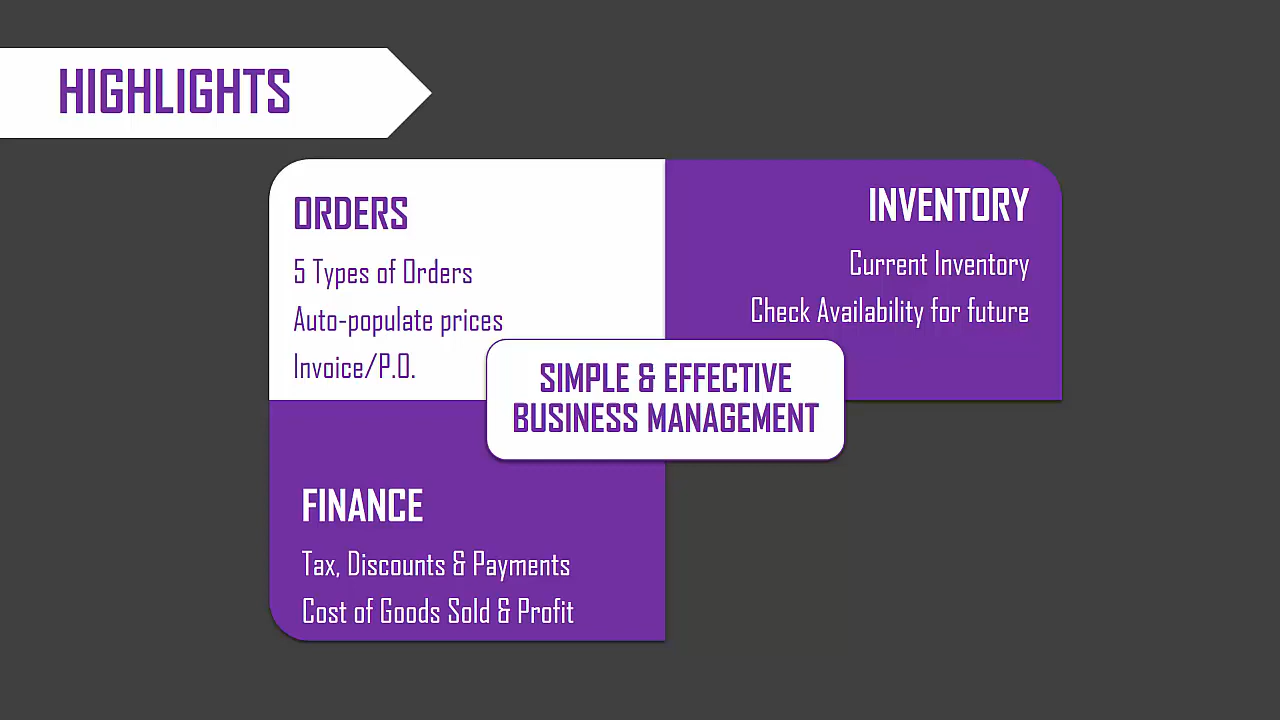 HIGHLIGHTS
ORDERS
5 Types of Orders
Auto-populate prices
Invoice/P.O.
INVENTORY
Current Inventory
Check Availability for future
SIMPLE & EFFECTIVE
BUSINESS MANAGEMENT
FINANCE
Tax, Discounts & Payments
Cost of Goods Sold & Profit